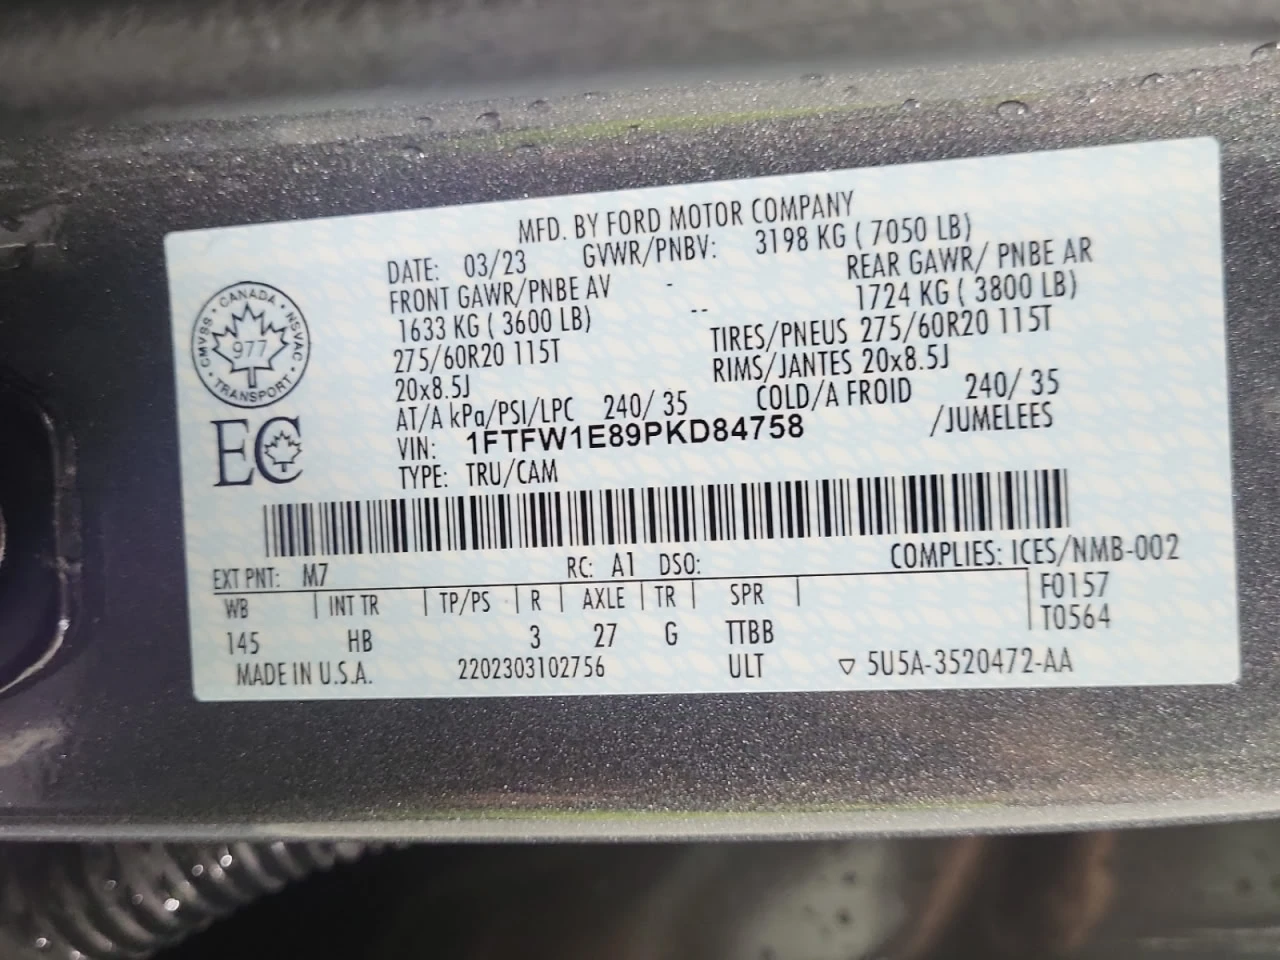 MFD. BY FORD MOTOR COMPANY
DATE: 03/23 GVWR/PNBV: 3198 KG ( 7050 LB)
FRONT GAWR/PNBE AV - REAR GAWR/ PNBE AR
1633 KG ( 3600 LB) -- 1724 KG ( 3800 LB)
275/60R20 115T TIRES/PNEUS 275/60R20 115T
20x8.5J RIMS/JANTES 20x8.5J
AT/A kPa/PSI/LPC 240/ 35 COLD/A FROID 240/ 35
VIN: 1FTFW1E89PKD84758 /JUMELEES
TYPE: TRU/CAM
CANADA NSVAC TRANSPORT CMVSS
977
EC
EXT PNT: M7 RC: A1 DSO: COMPLIES: ICES/NMB-002
WB | INT TR | TP/PS | R | AXLE | TR | SPR | F0157
145 HB 3 27 G TTBB T0564
MADE IN U.S.A. 2202303102756 ULT ▽ 5U5A-3520472-AA